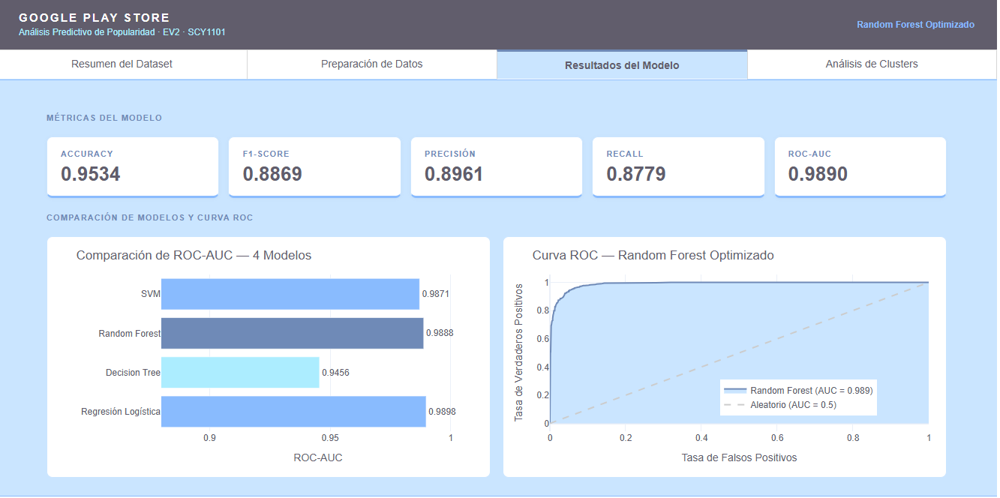 GOOGLE PLAY STORE
Análisis Predictivo de Popularidad · EV2 · SCY1101
Random Forest Optimizado
Resumen del Dataset
Preparación de Datos
Resultados del Modelo
Análisis de Clusters
MÉTRICAS DEL MODELO
ACCURACY
0.9534
F1-SCORE
0.8869
PRECISIÓN
0.8961
RECALL
0.8779
ROC-AUC
0.9890
COMPARACIÓN DE MODELOS Y CURVA ROC
Comparación de ROC-AUC — 4 Modelos
SVM
0.9871
Random Forest
0.9888
Decision Tree
0.9456
Regresión Logística
0.9898
0.9
0.95
1
ROC-AUC
Curva ROC — Random Forest Optimizado
Tasa de Verdaderos Positivos
1
0.8
0.6
0.4
0.2
0
Random Forest (AUC = 0.989)
Aleatorio (AUC = 0.5)
0
0.2
0.4
0.6
0.8
1
Tasa de Falsos Positivos